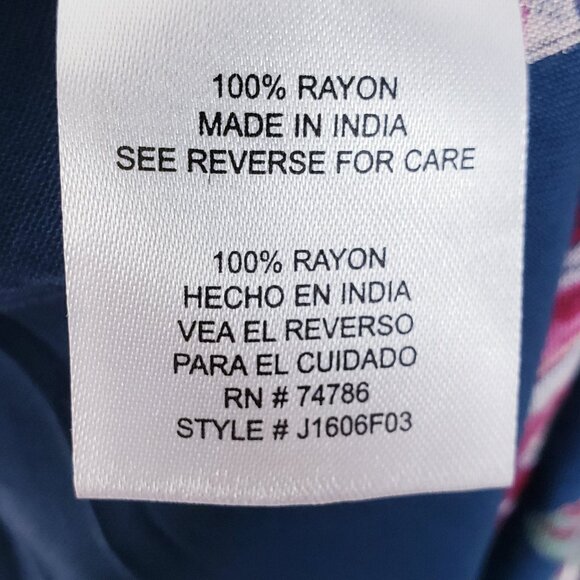 100% RAYON
MADE IN INDIA
SEE REVERSE FOR CARE
100% RAYON
HECHO EN INDIA
VEA EL REVERSO
PARA EL CUIDADO
RN # 74786
STYLE # J1606F03